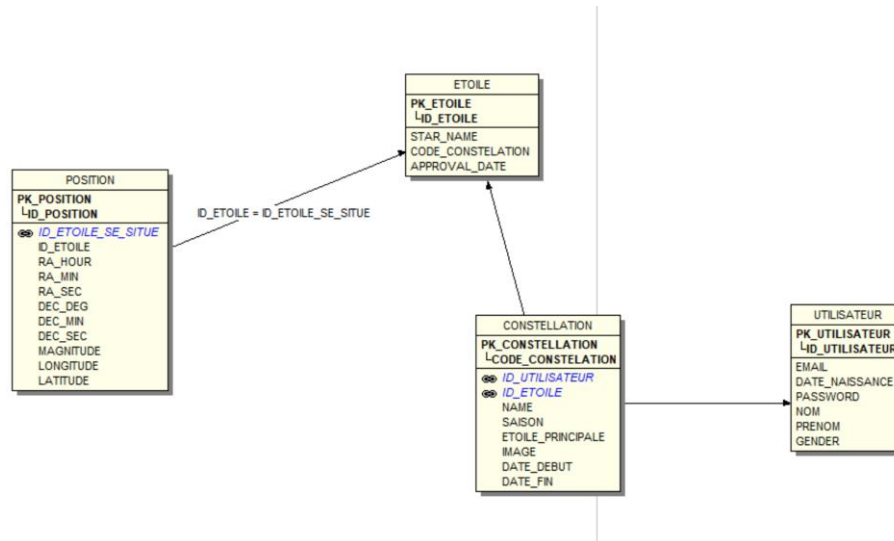 ETOILE
PK_ETOILE
└ID_ETOILE
STAR_NAME
CODE_CONSTELATION
APPROVAL_DATE
POSITION
PK_POSITION
└ID_POSITION
ID_ETOILE_SE_SITUE
ID_ETOILE
RA_HOUR
RA_MIN
RA_SEC
DEC_DEG
DEC_MIN
DEC_SEC
MAGNITUDE
LONGITUDE
LATITUDE
ID_ETOILE = ID_ETOILE_SE_SITUE
CONSTELLATION
PK_CONSTELLATION
└CODE_CONSTELATION
ID_UTILISATEUR
ID_ETOILE
NAME
SAISON
ETOILE_PRINCIPALE
IMAGE
DATE_DEBUT
DATE_FIN
UTILISATEUR
PK_UTILISATEUR
└ID_UTILISATEUR
EMAIL
DATE_NAISSANCE
PASSWORD
NOM
PRENOM
GENDER